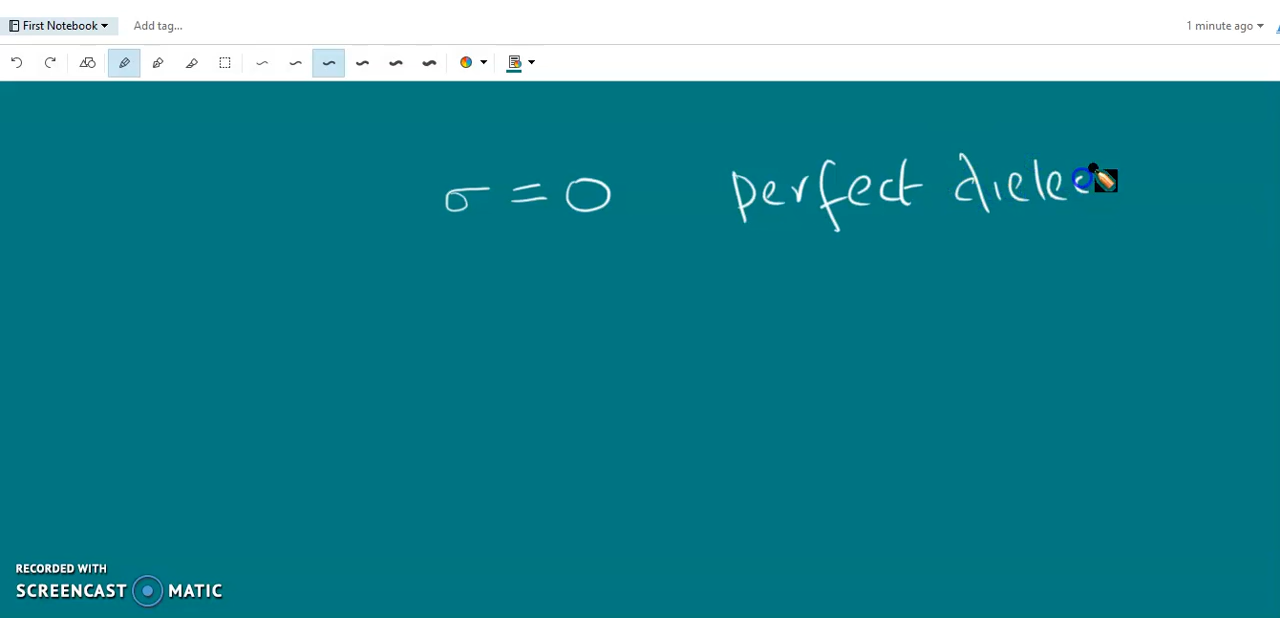 First Notebook Add tag... 1 minute ago
σ = 0 perfect dielec
RECORDED WITH
SCREENCAST MATIC